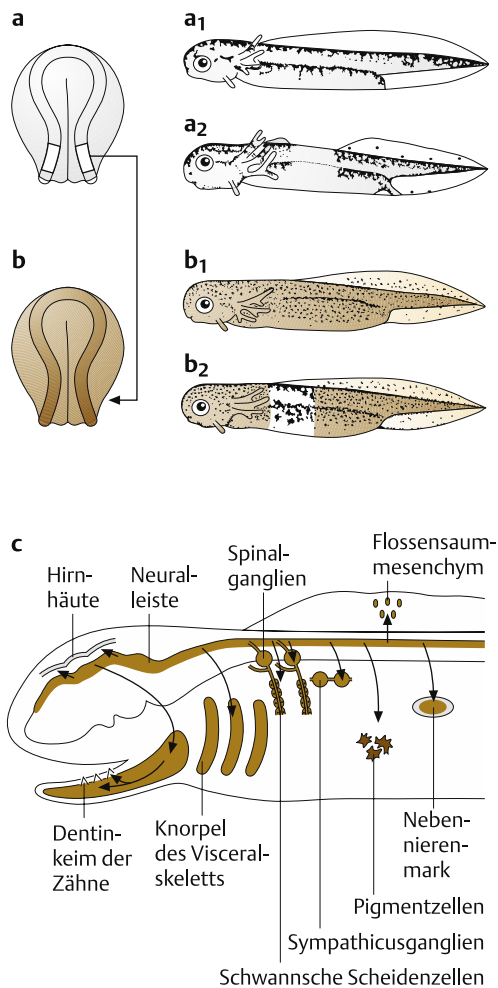 a
a1
a2
b
b1
b2
c
Hirn-
häute
Neural-
leiste
Spinal-
ganglien
Flossensaum-
mesenchym
Dentin-
keim der
Zähne
Knorpel
des Visceral-
skeletts
Neben-
nieren-
mark
Pigmentzellen
Sympathicusganglien
Schwannsche Scheidenzellen